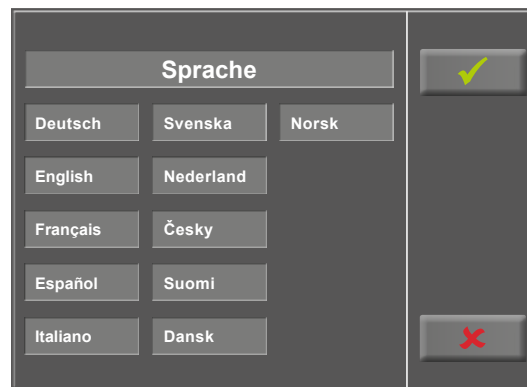 Sprache
Deutsch Svenska Norsk
English Nederland
Français Česky
Español Suomi
Italiano Dansk